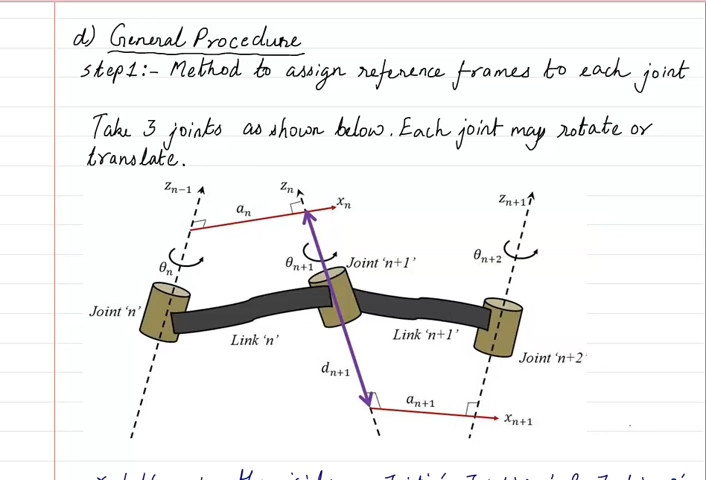 d) General Procedure
step1:- Method to assign reference frames to each joint
Take 3 joints as shown below. Each joint may rotate or
translate.
zₙ₋₁
zₙ
aₙ
xₙ
zₙ₊₁
θₙ
θₙ₊₁
Joint 'n+1'
θₙ₊₂
Joint 'n'
Link 'n'
Link 'n+1'
Joint 'n+2
dₙ₊₁
aₙ₊₁
xₙ₊₁